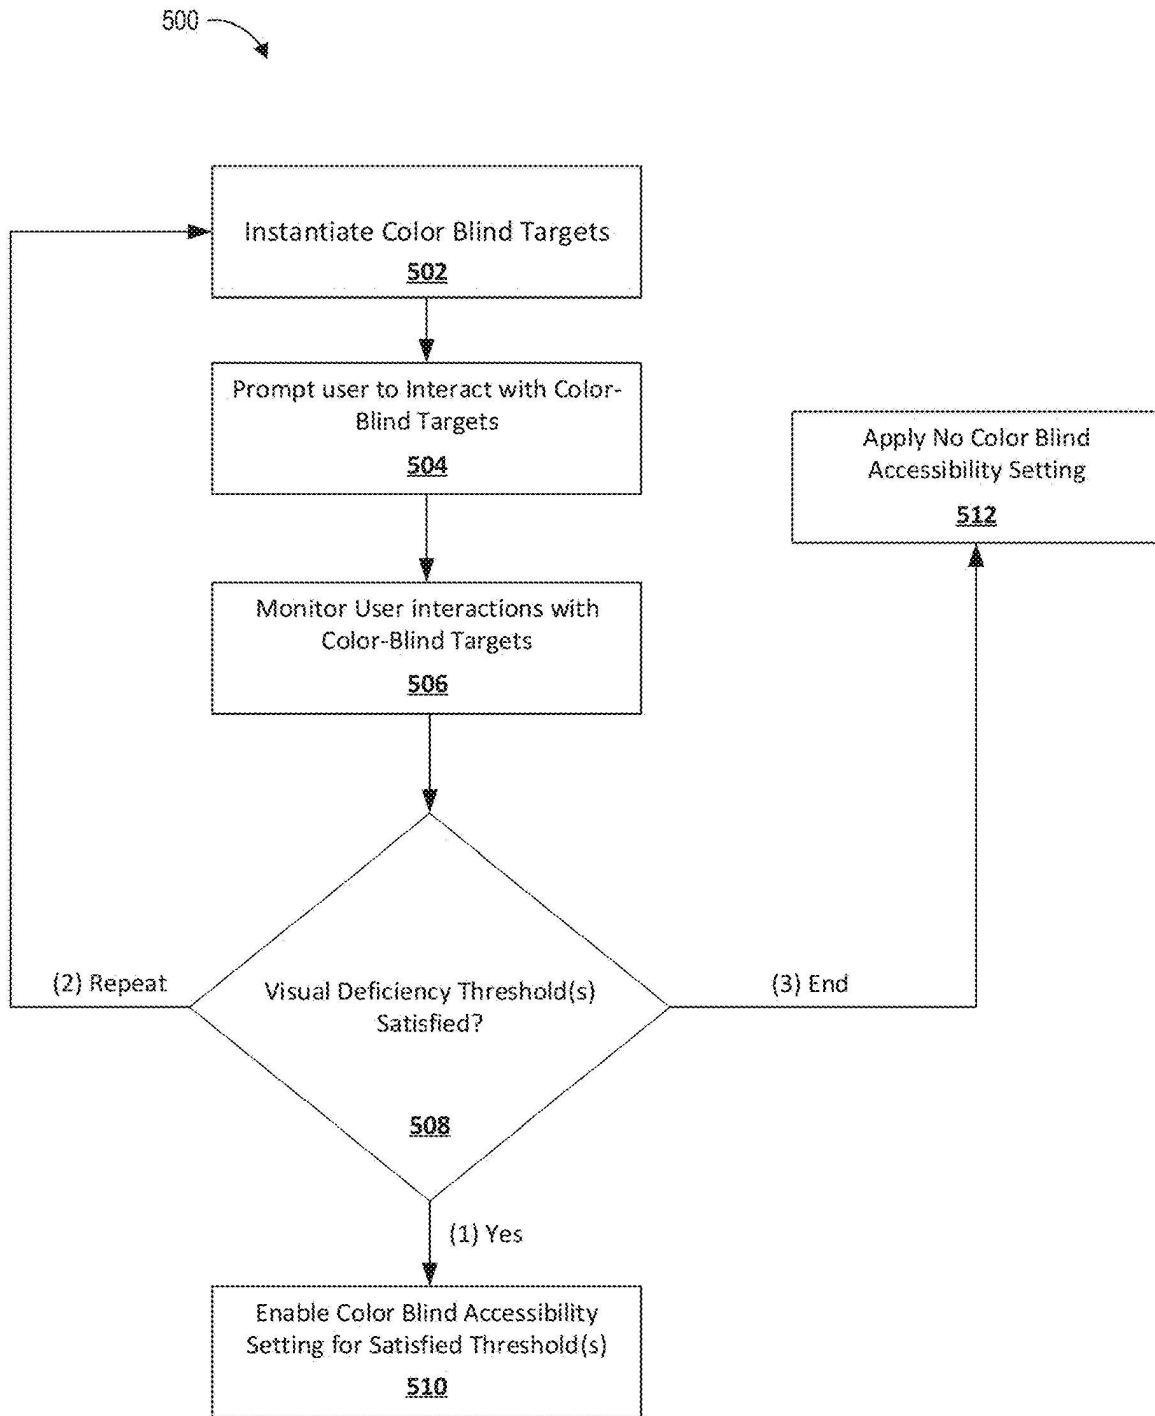 500
Instantiate Color Blind Targets
502
Prompt user to Interact with Color-
Blind Targets
504
Apply No Color Blind
Accessibility Setting
512
Monitor User interactions with
Color-Blind Targets
506
(2) Repeat
Visual Deficiency Threshold(s)
Satisfied?
508
(3) End
(1) Yes
Enable Color Blind Accessibility
Setting for Satisfied Threshold(s)
510